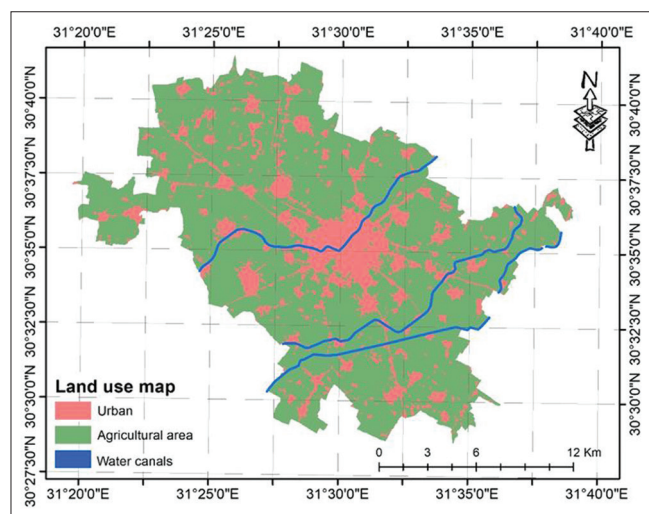 31°20'0"E 31°25'0"E 31°30'0"E 31°35'0"E 31°40'0"E
N
30°40'0"N 30°40'0"N
30°37'30"N 30°37'30"N
30°35'0"N 30°35'0"N
30°32'30"N 30°32'30"N
30°30'0"N 30°30'0"N
30°27'30"N 30°27'30"N
Land use map
Urban
Agricultural area
Water canals
0 3 6 12 Km
31°20'0"E 31°25'0"E 31°30'0"E 31°35'0"E 31°40'0"E